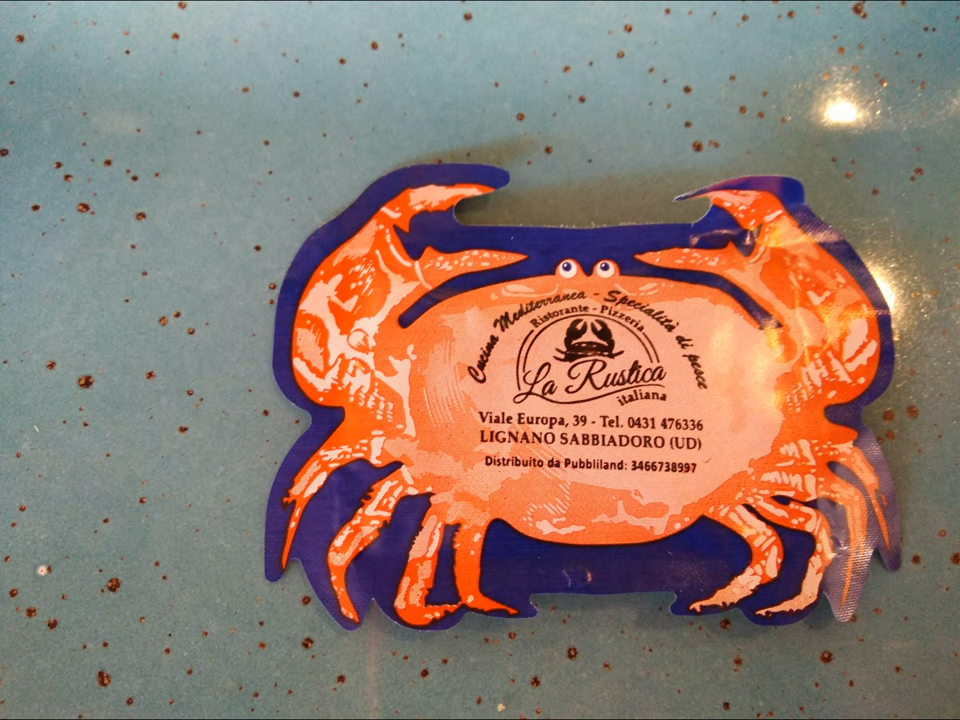 Cucina Mediterranea - Specialità di pesce
Ristorante - Pizzeria
La Rustica
italiana
Viale Europa, 39 - Tel. 0431 476336
LIGNANO SABBIADORO (UD)
Distribuito da Pubbliland: 3466738997